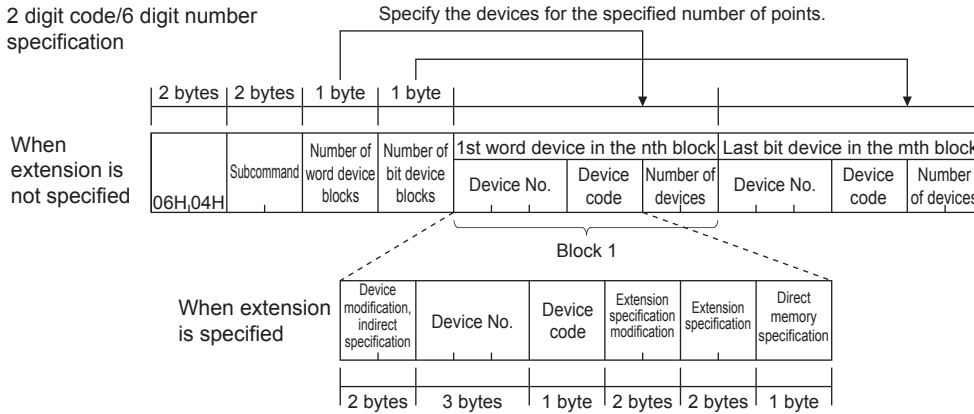 2 digit code/6 digit number
specification
Specify the devices for the specified number of points.
2 bytes 2 bytes 1 byte 1 byte
When
extension is
not specified
06H,04H
Subcommand
Number of
word device
blocks
Number of
bit device
blocks
1st word device in the nth block
Device No.
Device
code
Number of
devices
Last bit device in the mth block
Device No.
Device
code
Number
of devices
Block 1
When extension
is specified
Device
modification,
indirect
specification
Device No.
Device
code
Extension
specification
modification
Extension
specification
Direct
memory
specification
2 bytes 3 bytes 1 byte 2 bytes 2 bytes 1 byte